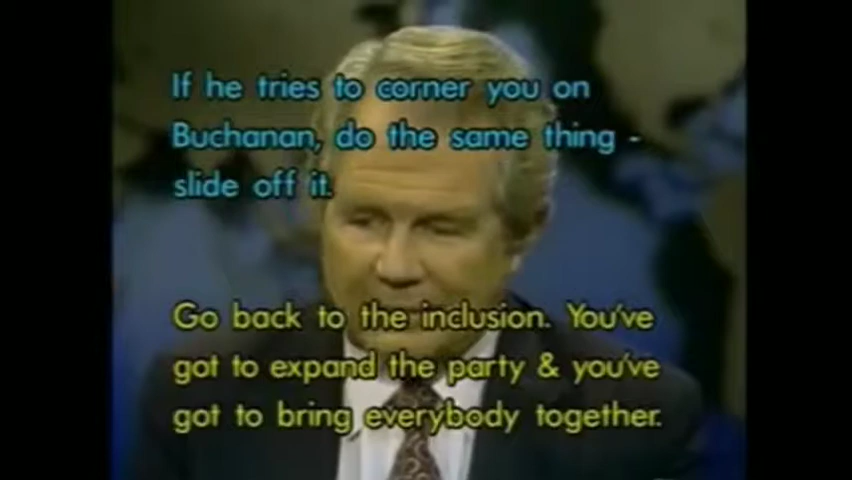 If he tries to corner you on
Buchanan, do the same thing -
slide off it.
Go back to the inclusion. You've
got to expand the party & you've
got to bring everybody together.